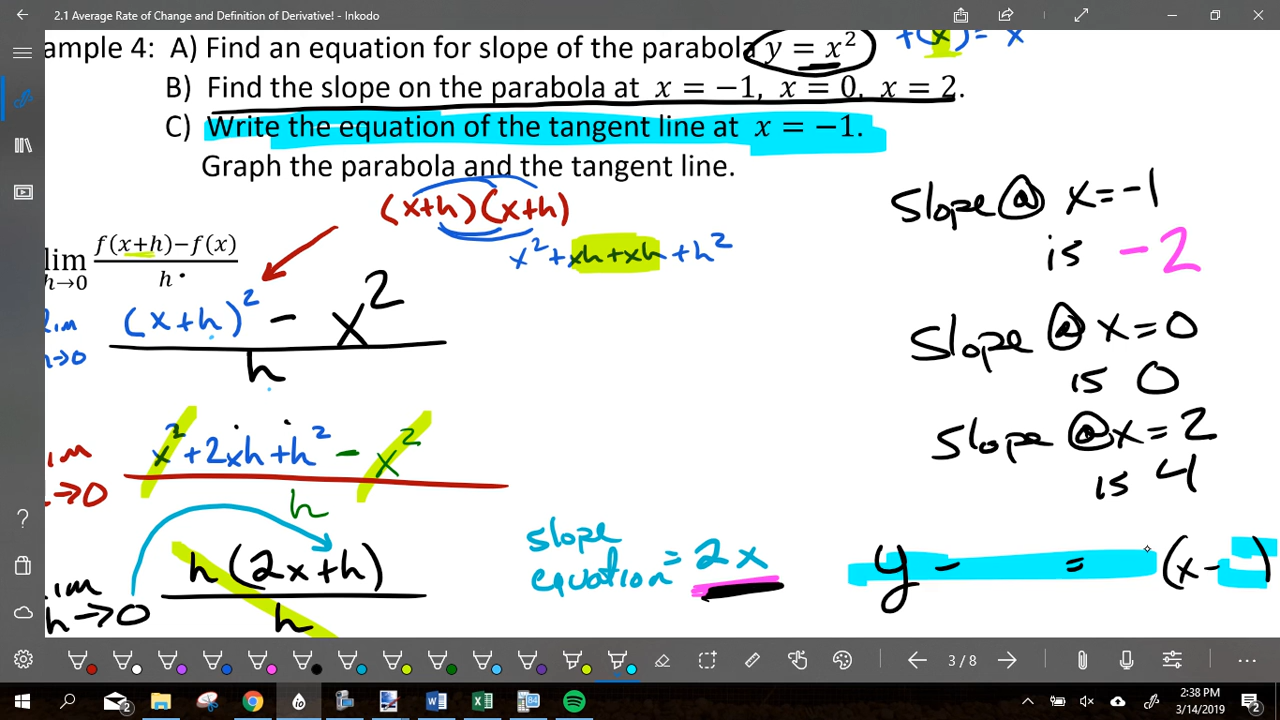 2.1 Average Rate of Change and Definition of Derivative! - Inkodo
ample 4: A) Find an equation for slope of the parabola y = x²
f(x) = x
B) Find the slope on the parabola at x = −1, x = 0, x = 2.
C) Write the equation of the tangent line at x = −1.
Graph the parabola and the tangent line.
(x+h)(x+h)
x²+xh+xh+h²
lim h→0 f(x+h)−f(x) / h
lim h→0 (x+h)² − x² / h
x²+2xh+h² − x² / h
h→0 h(2x+h) / h
slope equation = 2x
slope @ x=-1
is -2
slope @ x=0
is 0
slope @ x=2
is 4
y - = (x- )
3 / 8
2:38 PM
3/14/2019